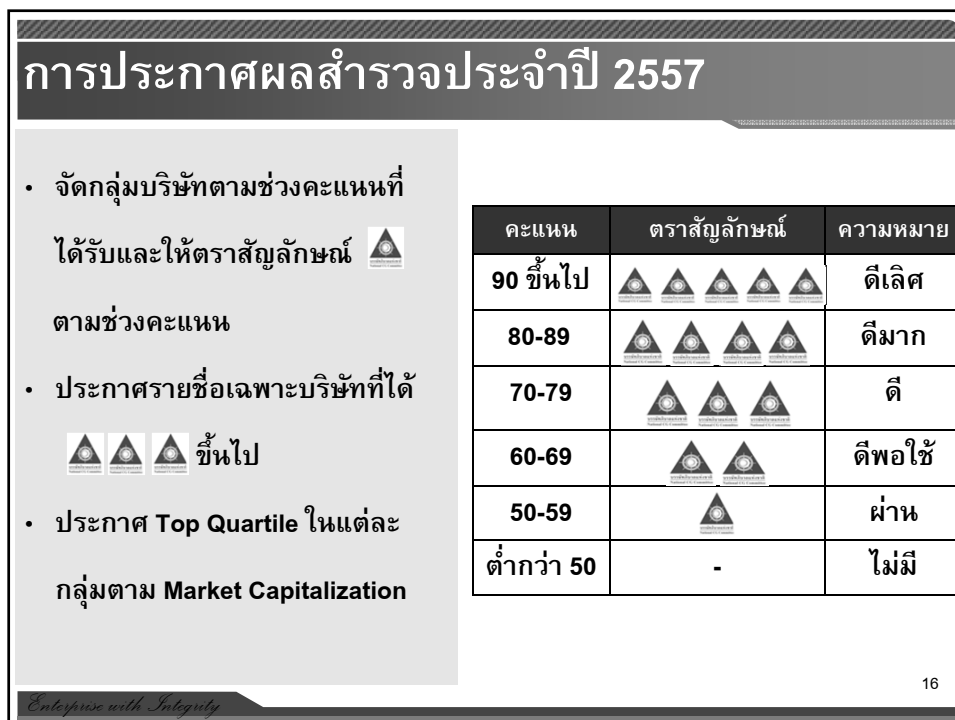 การประกาศผลสำรวจประจำปี 2557
• จัดกลุ่มบริษัทตามช่วงคะแนนที่
ได้รับและให้ตราสัญลักษณ์
ตามช่วงคะแนน
• ประกาศรายชื่อเฉพาะบริษัทที่ได้
ขึ้นไป
• ประกาศ Top Quartile ในแต่ละ
กลุ่มตาม Market Capitalization
คะแนน ตราสัญลักษณ์ ความหมาย
90 ขึ้นไป ดีเลิศ
80-89 ดีมาก
70-79 ดี
60-69 ดีพอใช้
50-59 ผ่าน
ต่ำกว่า 50 - ไม่มี
16
Enterprise with Integrity